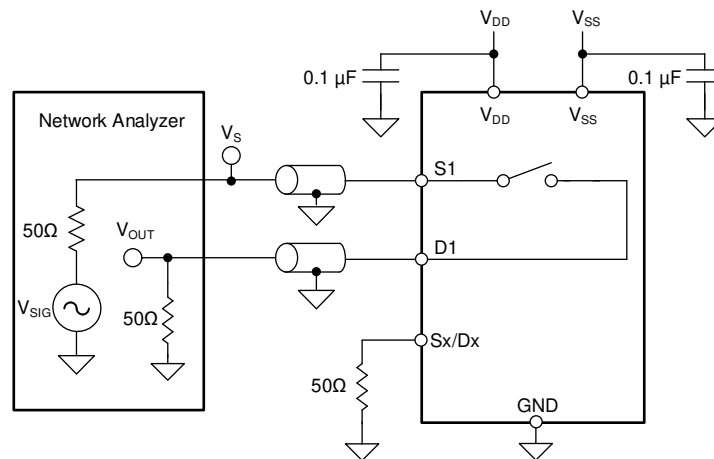 VDD
VSS
0.1 µF
0.1 µF
Network Analyzer
VDD
VSS
VS
S1
50Ω
VOUT
D1
VSIG
50Ω
Sx/Dx
50Ω
GND